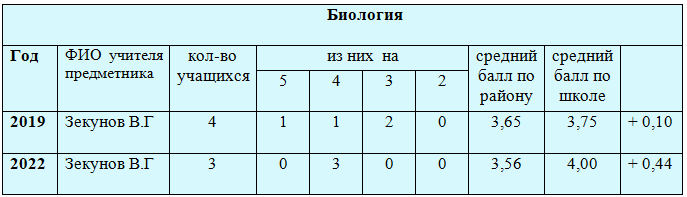 Биология
Год ФИО учителя предметника кол-во учащихся из них на средний балл по району средний балл по школе
5 4 3 2
2019 Зекунов В.Г 4 1 1 2 0 3,65 3,75 + 0,10
2022 Зекунов В.Г 3 0 3 0 0 3,56 4,00 + 0,44